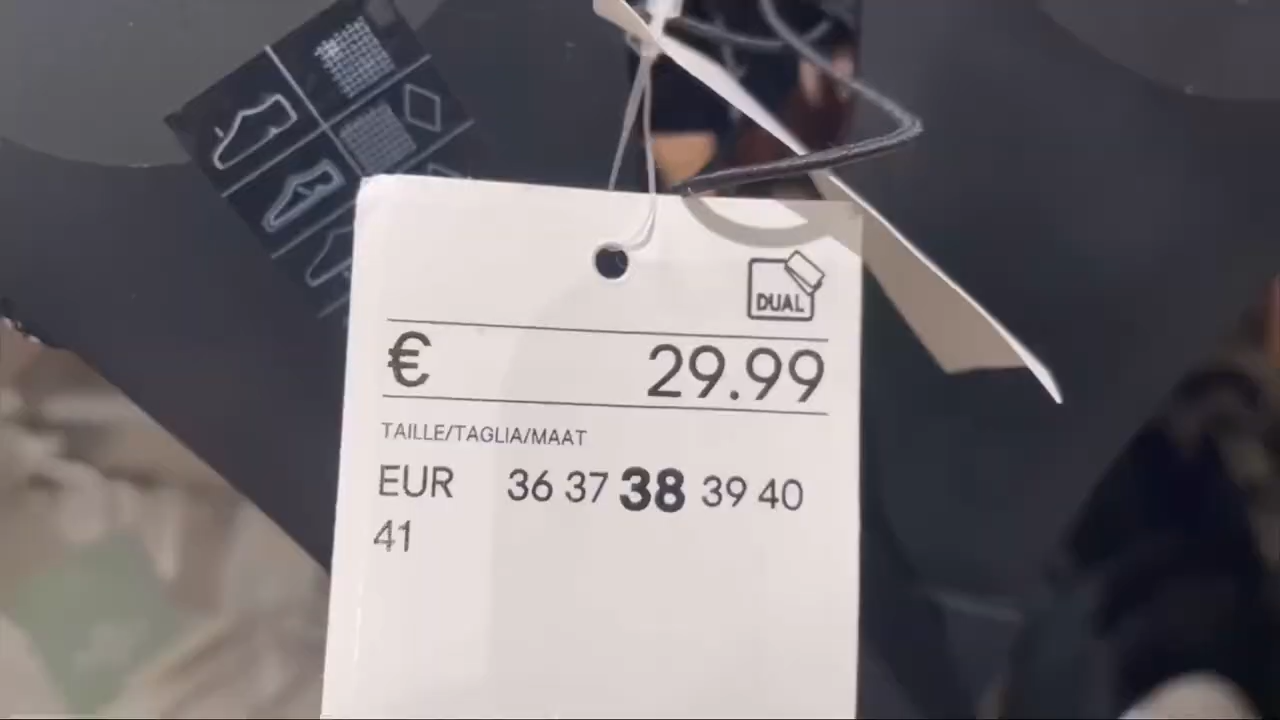 DUAL
€ 29.99
TAILLE/TAGLIA/MAAT
EUR 36 37 38 39 40
41